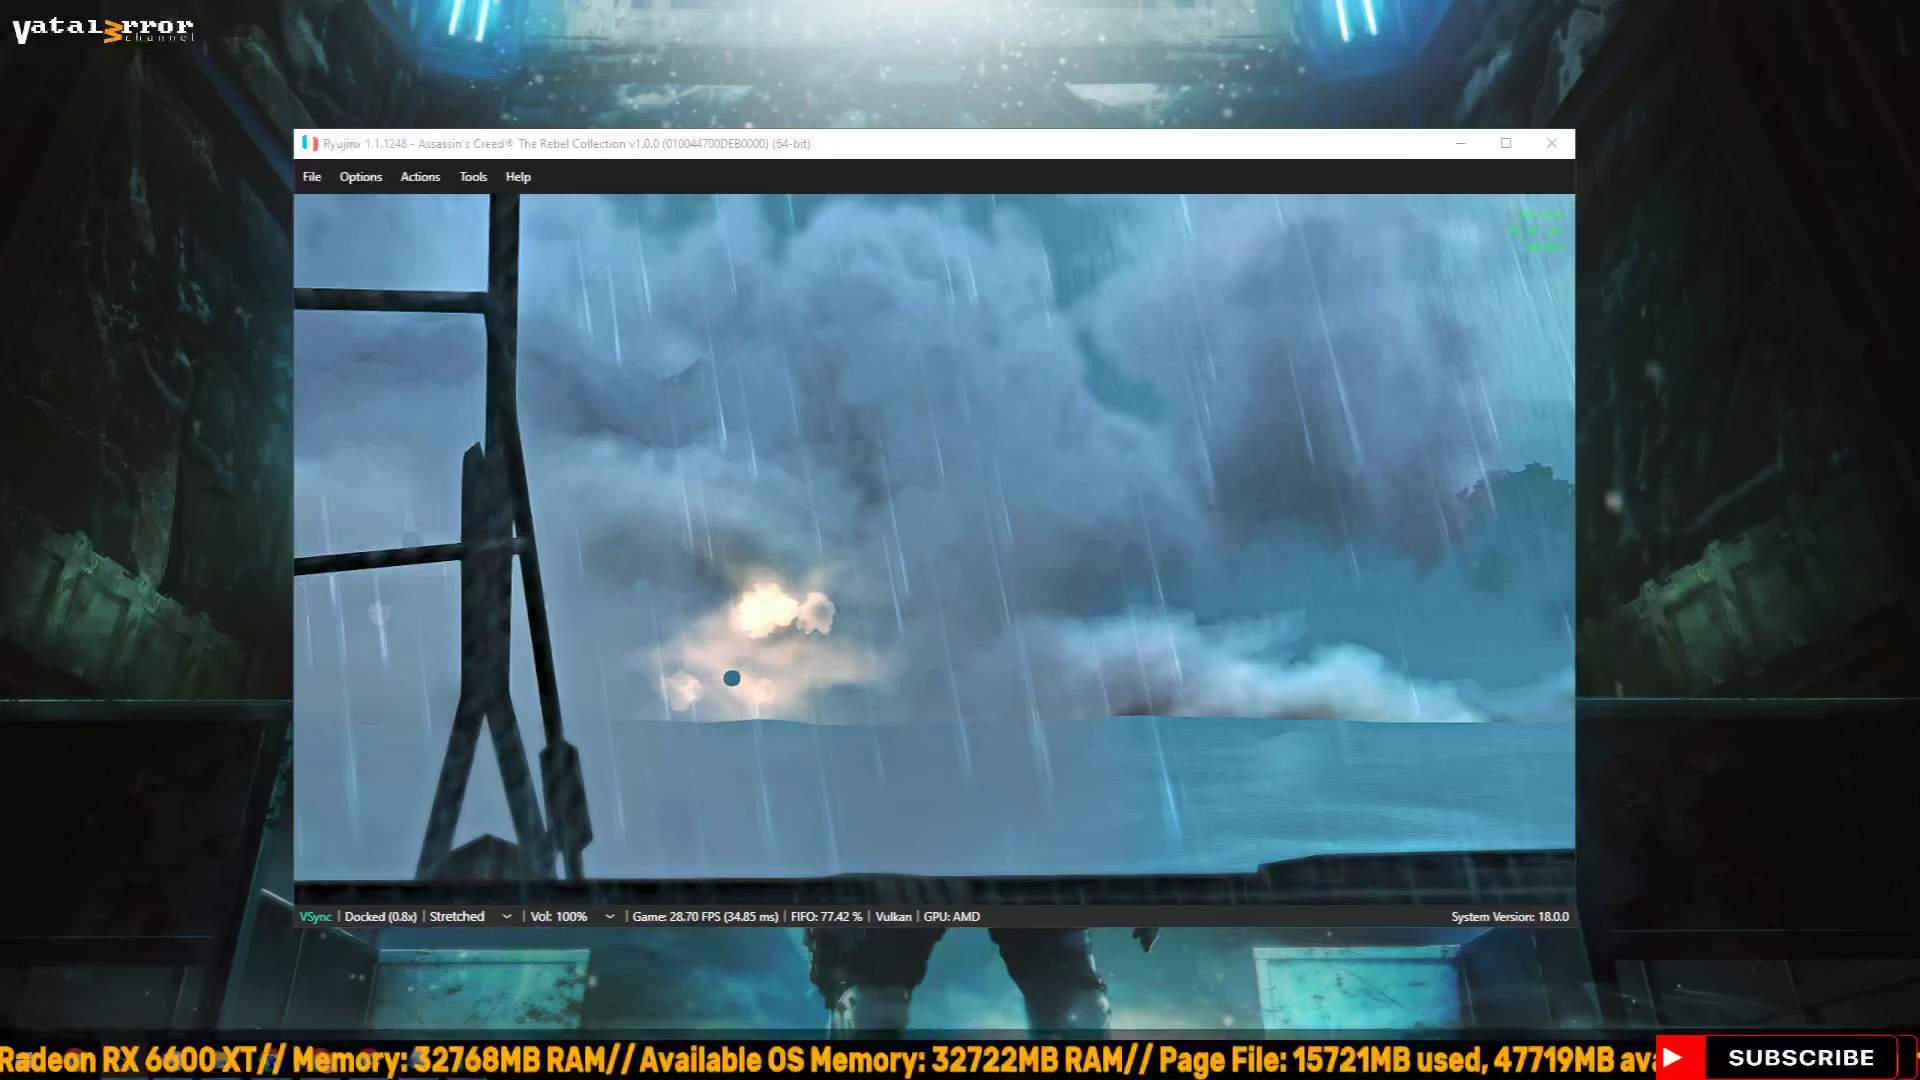 Vatal3rror
channel
Ryujinx 1.1.1248 - Assassin's Creed® The Rebel Collection v1.0.0 (010044700DEB0000) (64-bit)
File Options Actions Tools Help
VSync | Docked (0.8x) | Stretched | Vol: 100% | Game: 28.70 FPS (34.85 ms) | FIFO: 77.42 % | Vulkan | GPU: AMD System Version: 18.0.0
Radeon RX 6600 XT// Memory: 32768MB RAM// Available OS Memory: 32722MB RAM// Page File: 15721MB used, 47719MB ava
SUBSCRIBE